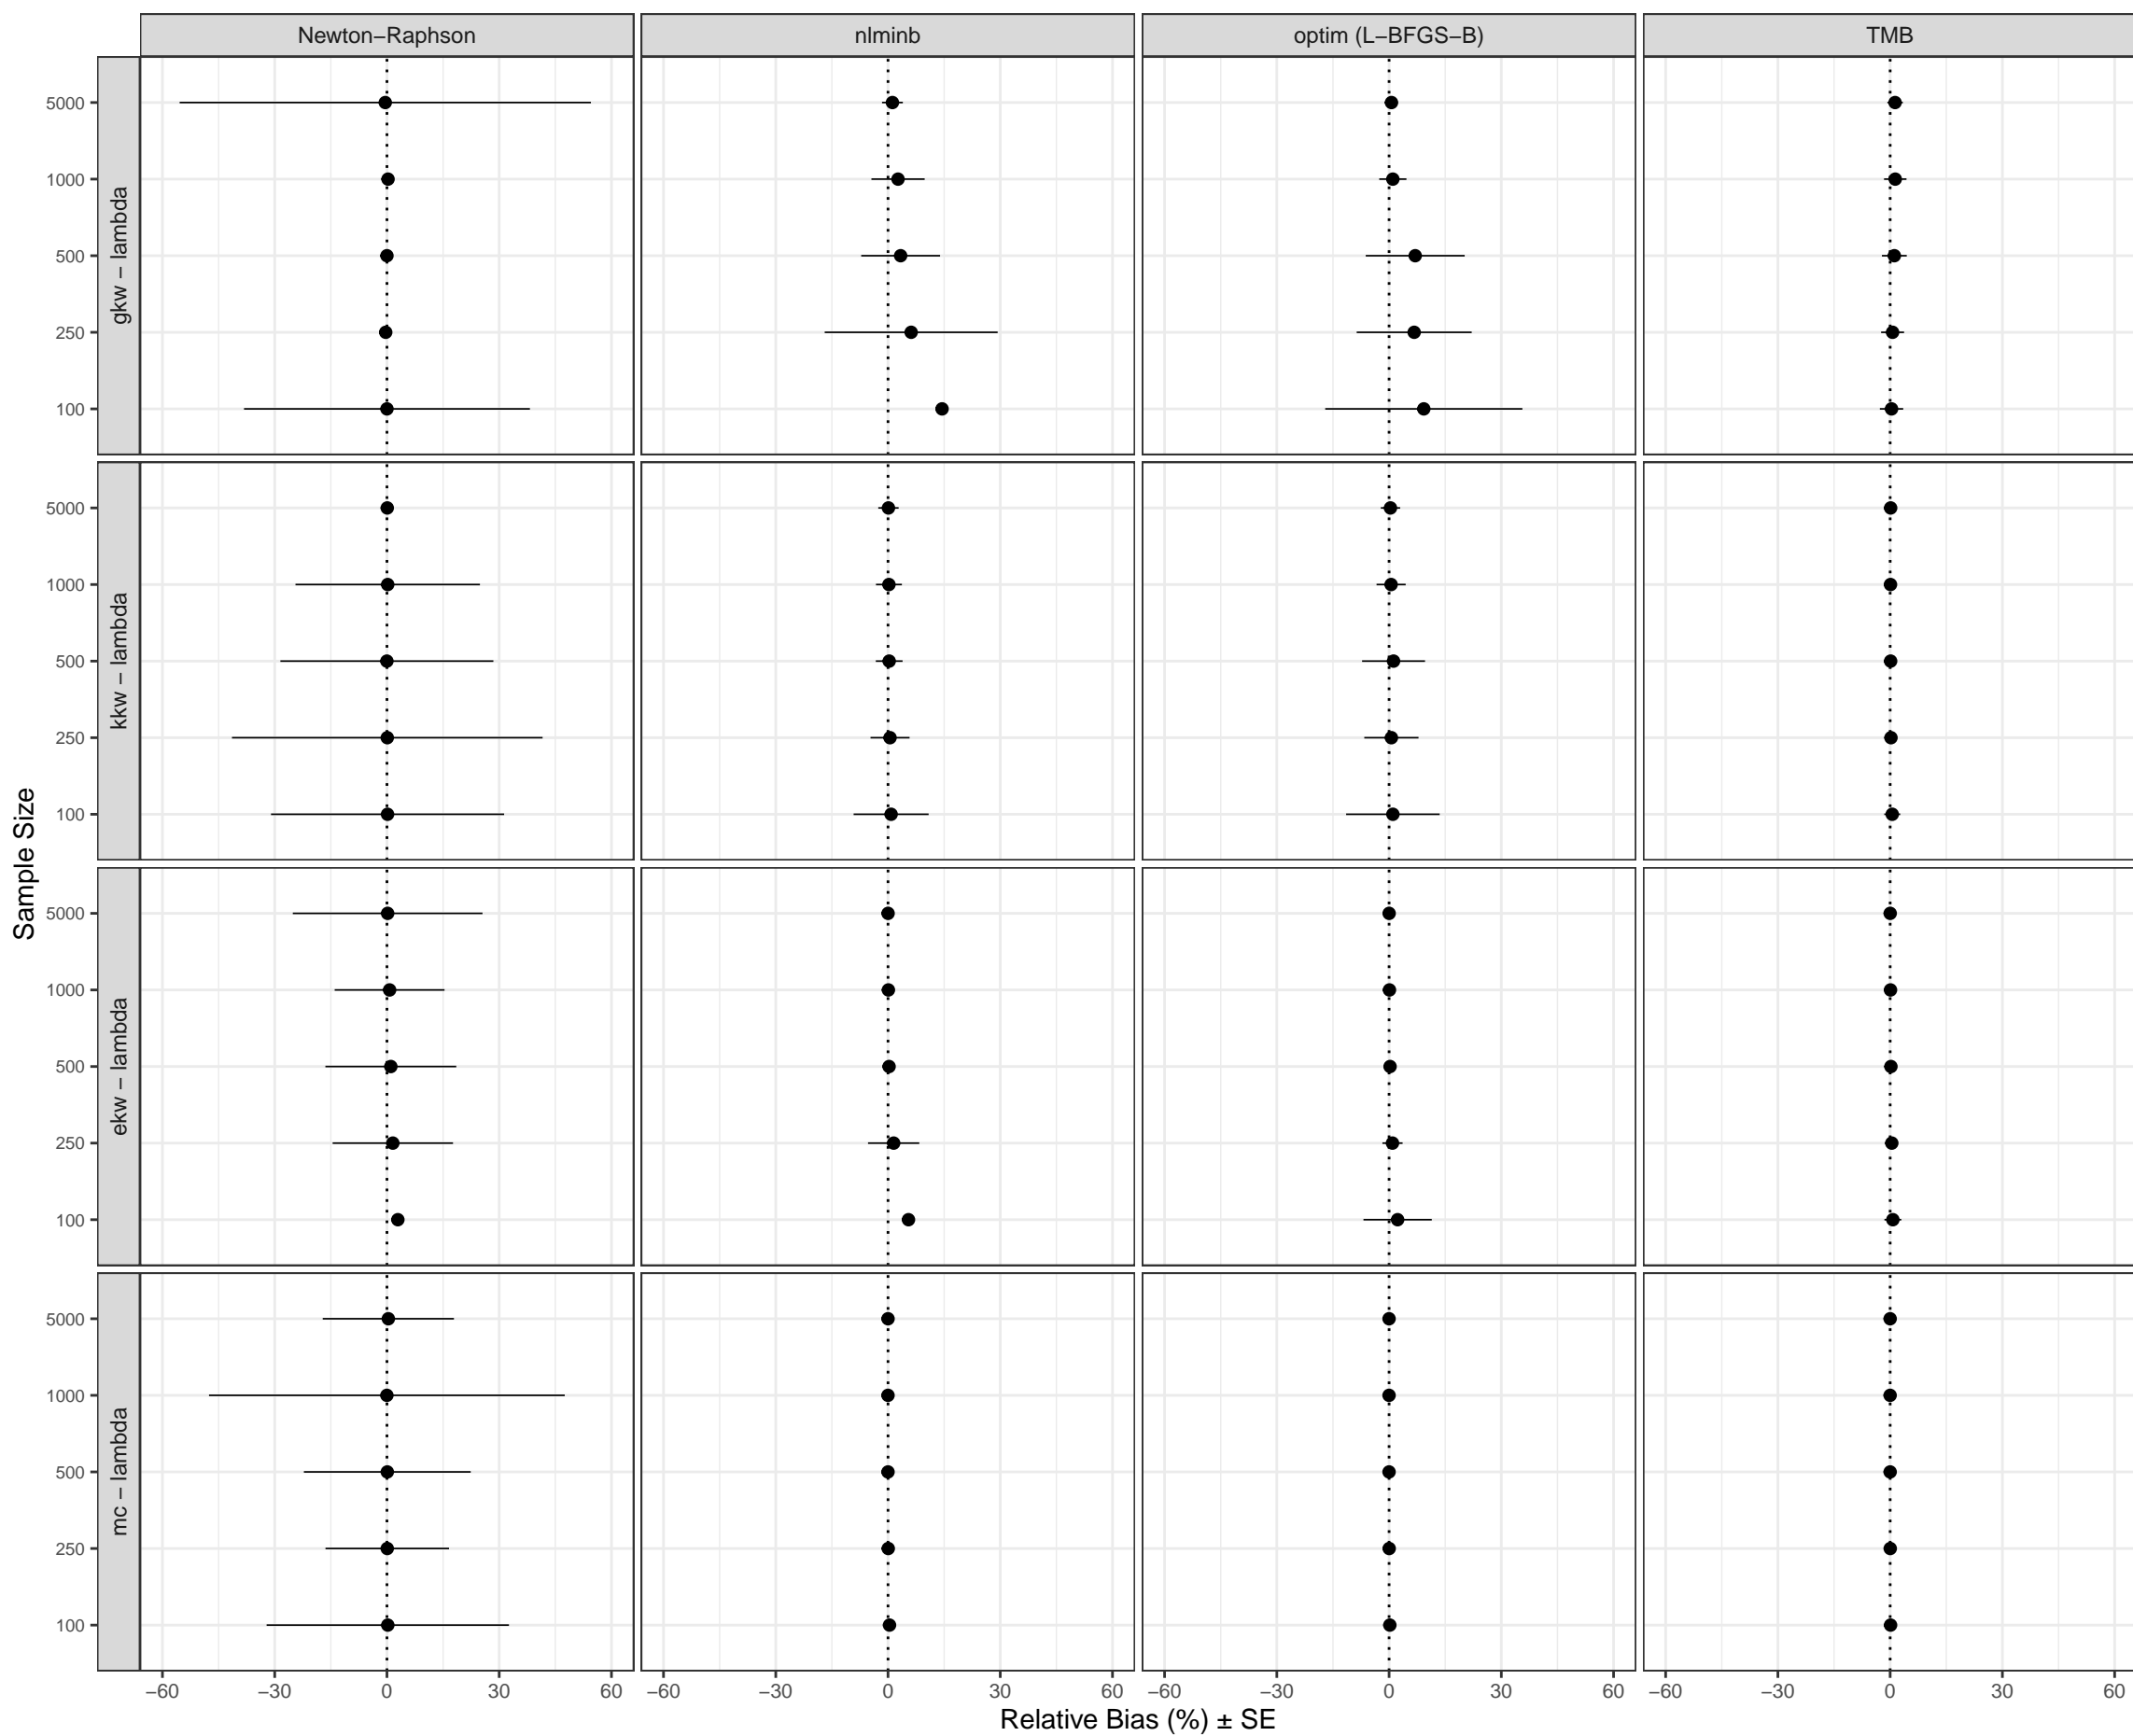 Newton−Raphson
nlminb
optim (L−BFGS−B)
TMB
Sample Size
gkw − lambda
5000
1000
500
250
100
kkw − lambda
5000
1000
500
250
100
ekw − lambda
5000
1000
500
250
100
mc − lambda
5000
1000
500
250
100
−60 −30 0 30 60 −60 −30 0 30 60 −60 −30 0 30 60 −60 −30 0 30 60
Relative Bias (%) ± SE